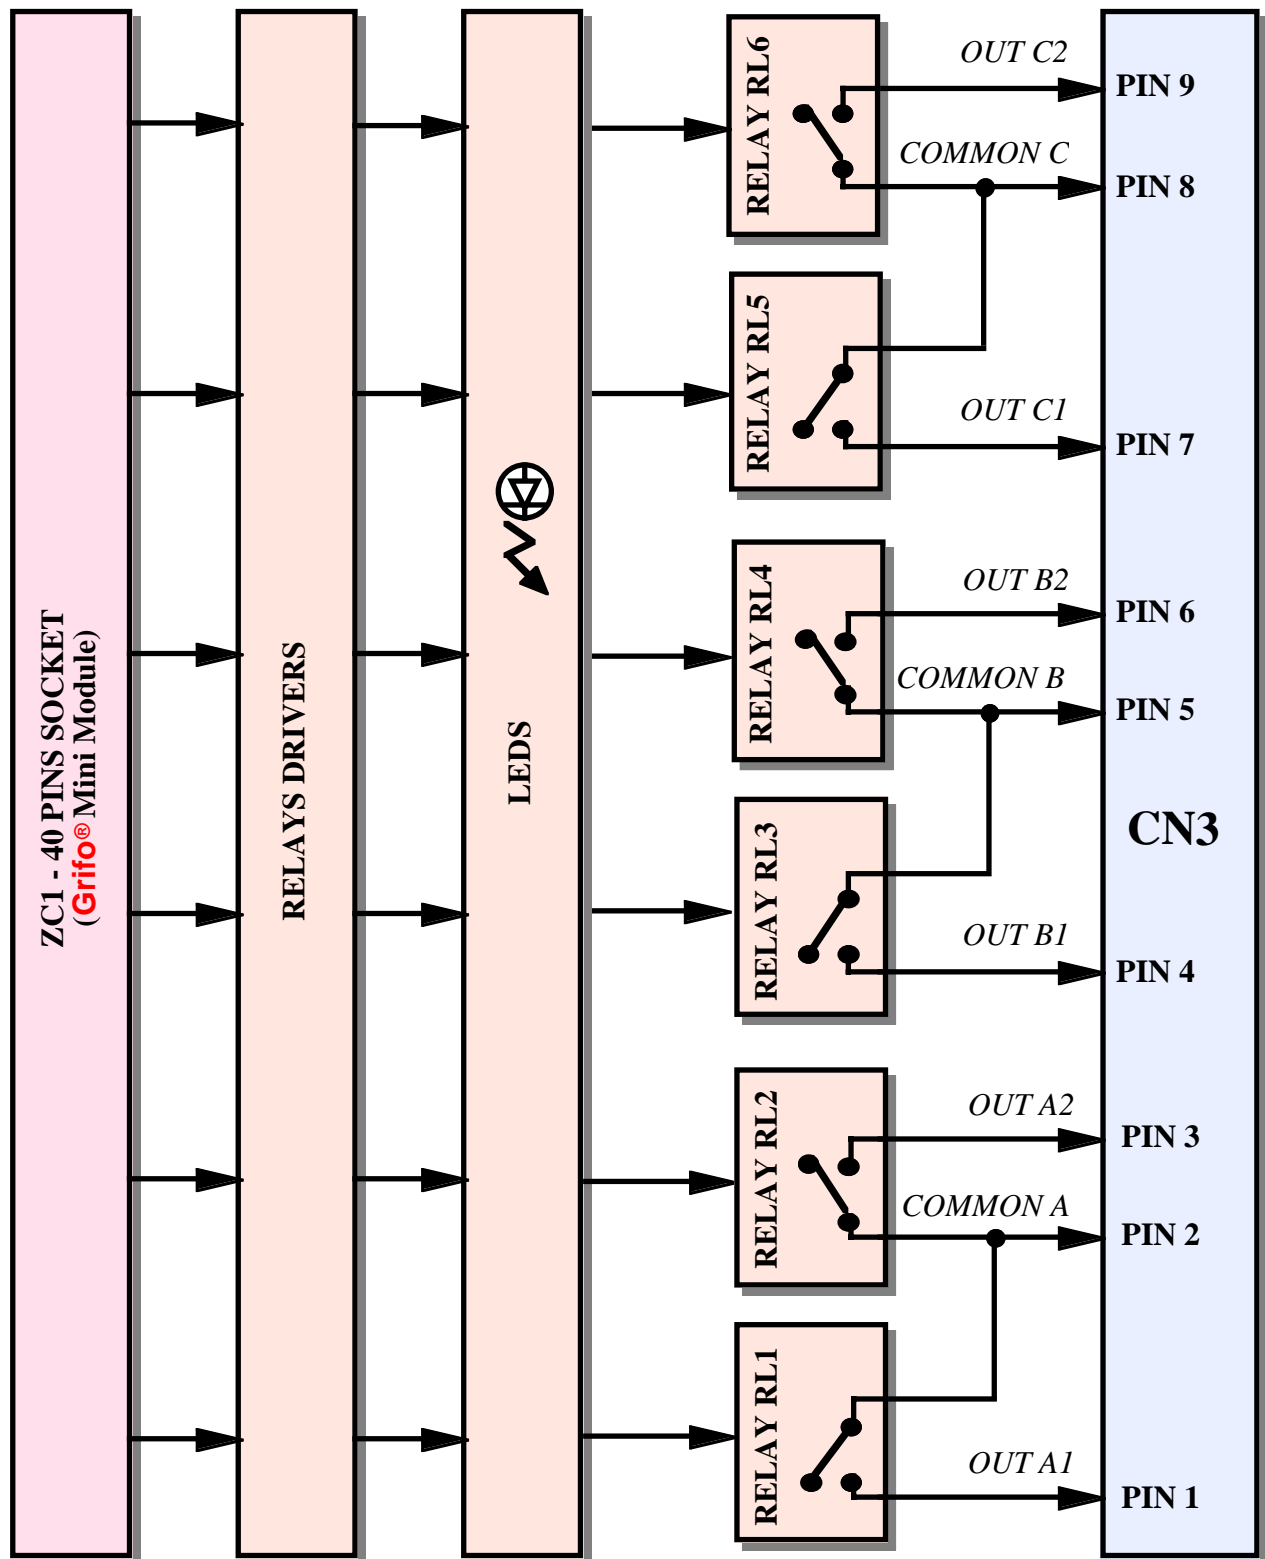 ZC1 - 40 PINS SOCKET
(Grifo® Mini Module)
RELAYS DRIVERS
LEDS
RELAY RL6
OUT C2
PIN 9
COMMON C
PIN 8
RELAY RL5
OUT C1
PIN 7
RELAY RL4
OUT B2
PIN 6
COMMON B
PIN 5
CN3
RELAY RL3
OUT B1
PIN 4
RELAY RL2
OUT A2
PIN 3
COMMON A
PIN 2
RELAY RL1
OUT A1
PIN 1